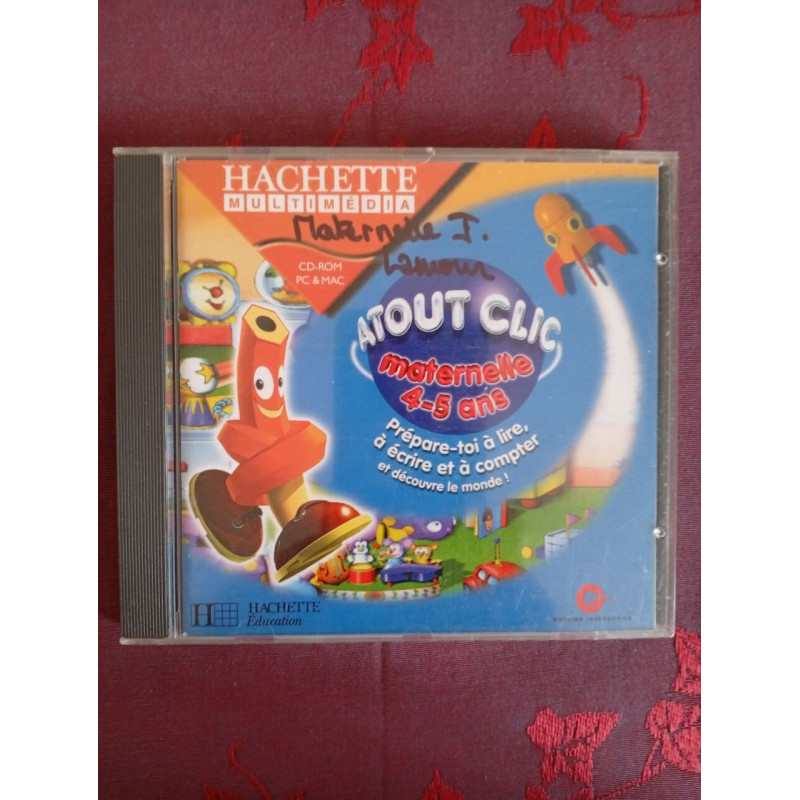 HACHETTE
MULTIMÉDIA
Maternelle J.
Lamour
CD-ROM
PC & MAC
ATOUT CLIC
maternelle
4-5 ans
Prépare-toi à lire,
à écrire et à compter
et découvre le monde !
HACHETTE
Éducation